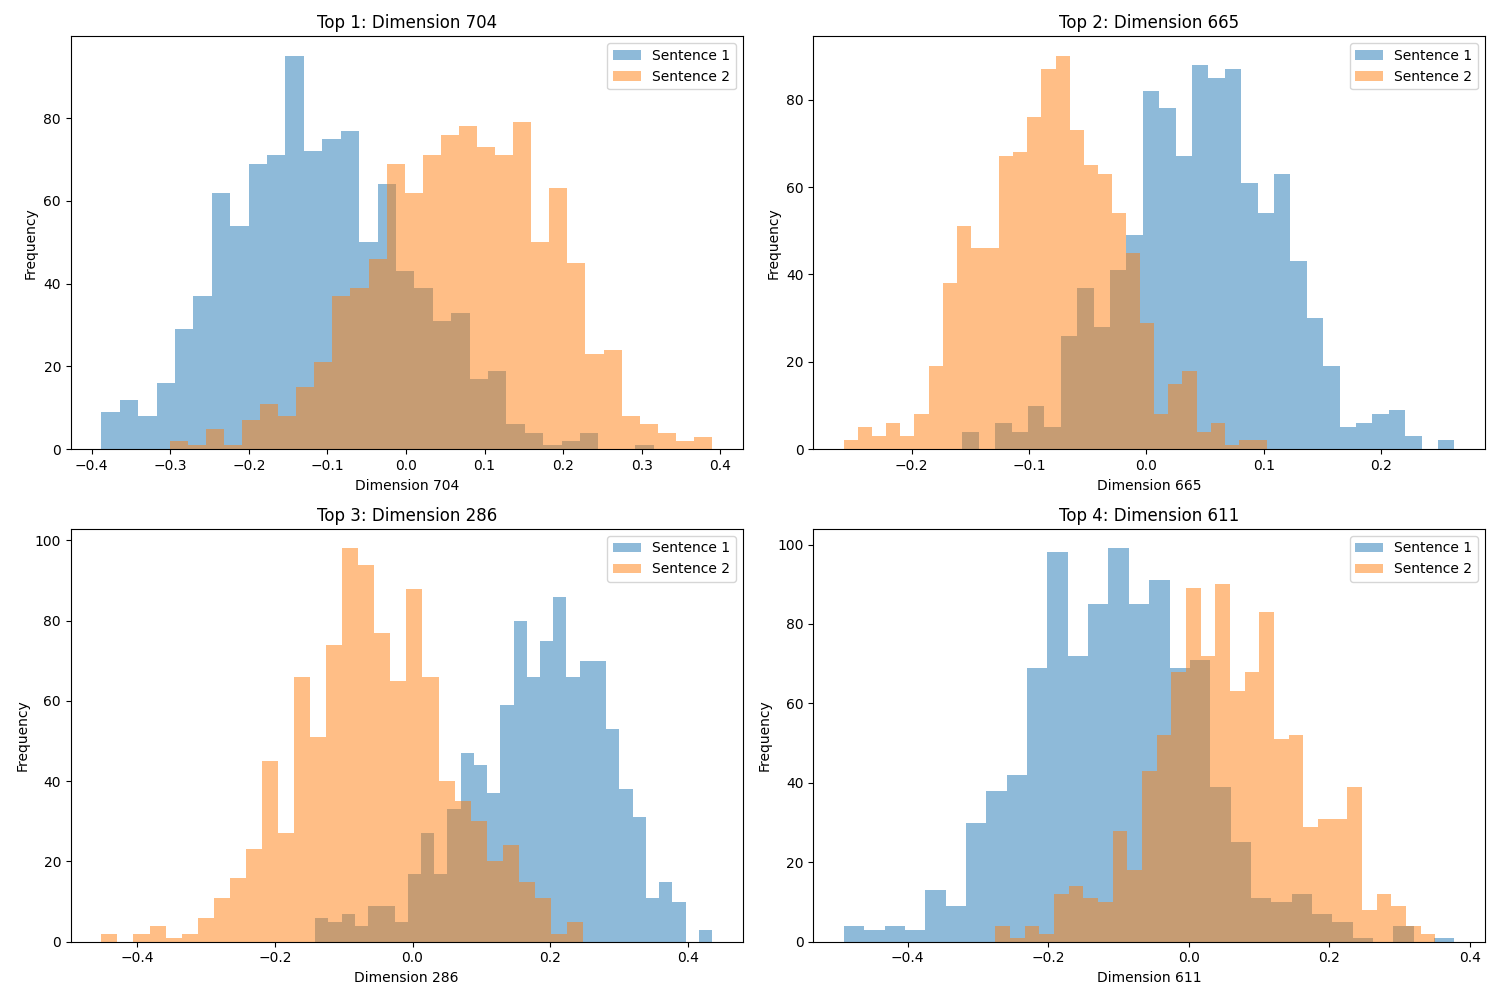 Top 1: Dimension 704
Sentence 1
Sentence 2
Frequency
80
60
40
20
0
−0.4 −0.3 −0.2 −0.1 0.0 0.1 0.2 0.3 0.4
Dimension 704
Top 2: Dimension 665
Sentence 1
Sentence 2
Frequency
80
60
40
20
0
−0.2 −0.1 0.0 0.1 0.2
Dimension 665
Top 3: Dimension 286
Sentence 1
Sentence 2
Frequency
100
80
60
40
20
0
−0.4 −0.2 0.0 0.2 0.4
Dimension 286
Top 4: Dimension 611
Sentence 1
Sentence 2
Frequency
100
80
60
40
20
0
−0.4 −0.2 0.0 0.2 0.4
Dimension 611